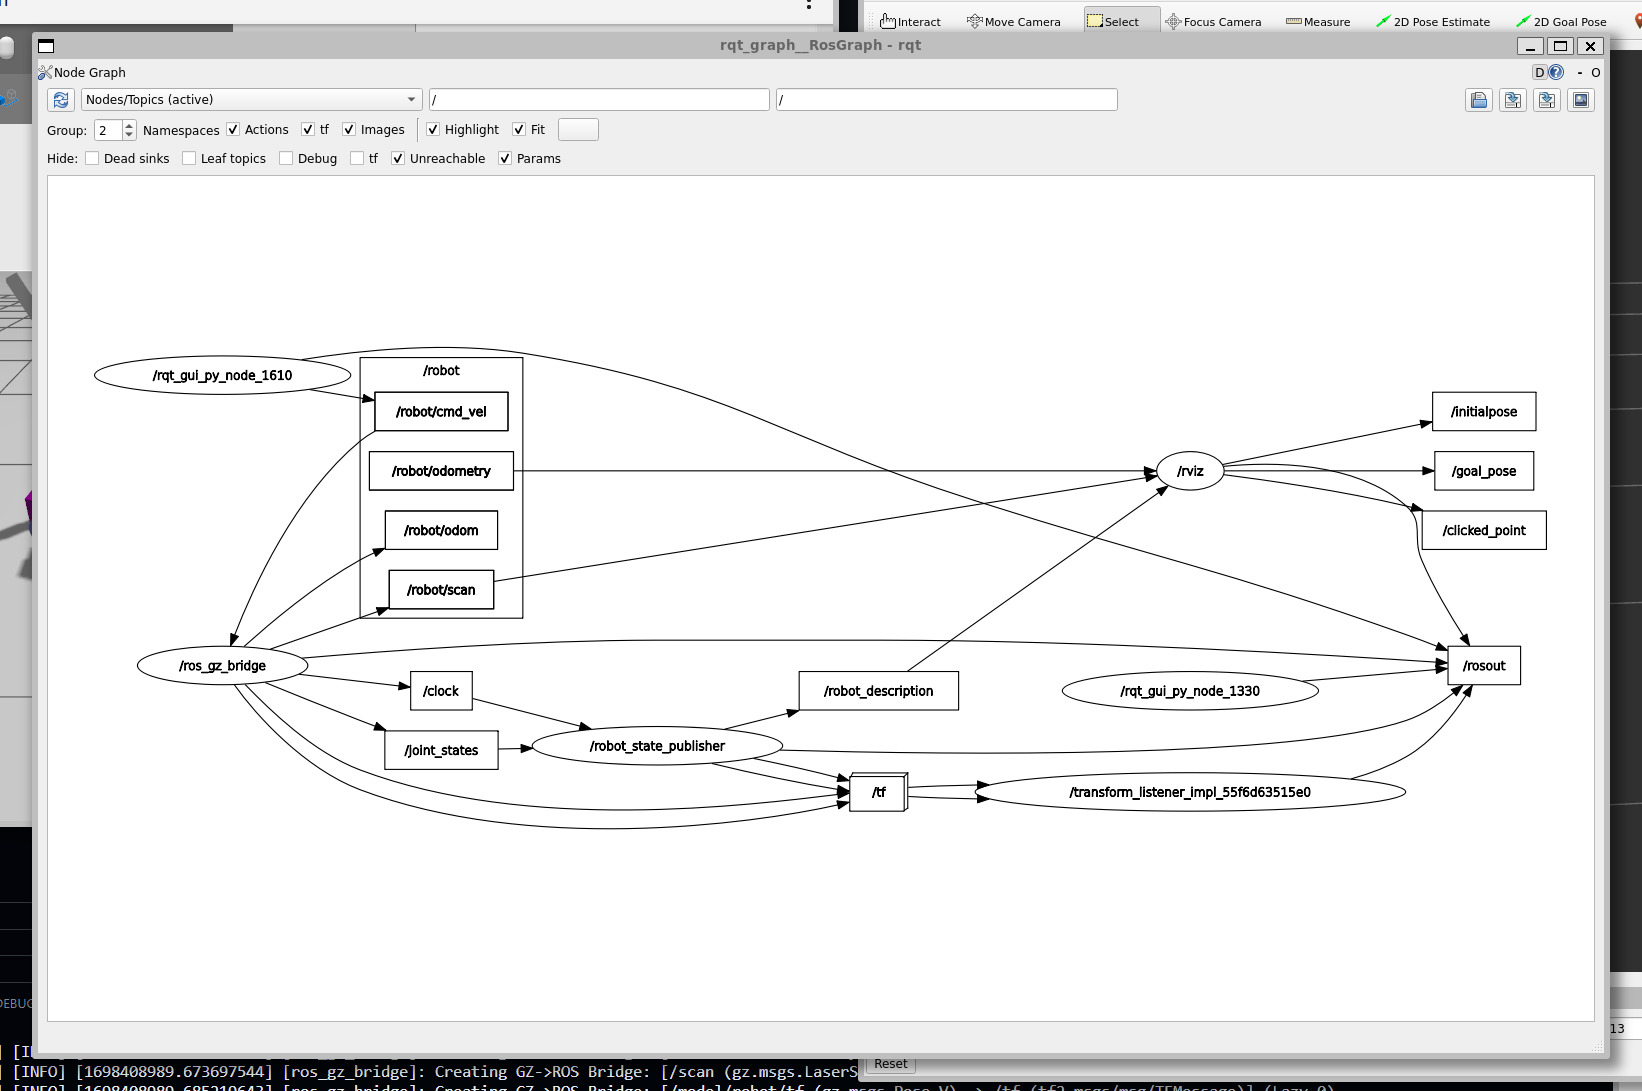 Interact Move Camera Select Focus Camera Measure 2D Pose Estimate 2D Goal Pose
rqt_graph__RosGraph - rqt
Node Graph D - O
Nodes/Topics (active) / /
Group: 2 Namespaces Actions tf Images Highlight Fit
Hide: Dead sinks Leaf topics Debug tf Unreachable Params
/rqt_gui_py_node_1610
/robot
/robot/cmd_vel
/initialpose
/robot/odometry
/rviz
/goal_pose
/robot/odom
/clicked_point
/robot/scan
/ros_gz_bridge
/rosout
/clock
/robot_description
/rqt_gui_py_node_1330
/joint_states
/robot_state_publisher
/tf
/transform_listener_impl_55f6d63515e0
DEBUG
13
Reset
[INFO] [1698408989.673697544] [ros_gz_bridge]: Creating GZ->ROS Bridge: [/scan (gz.msgs.LaserS